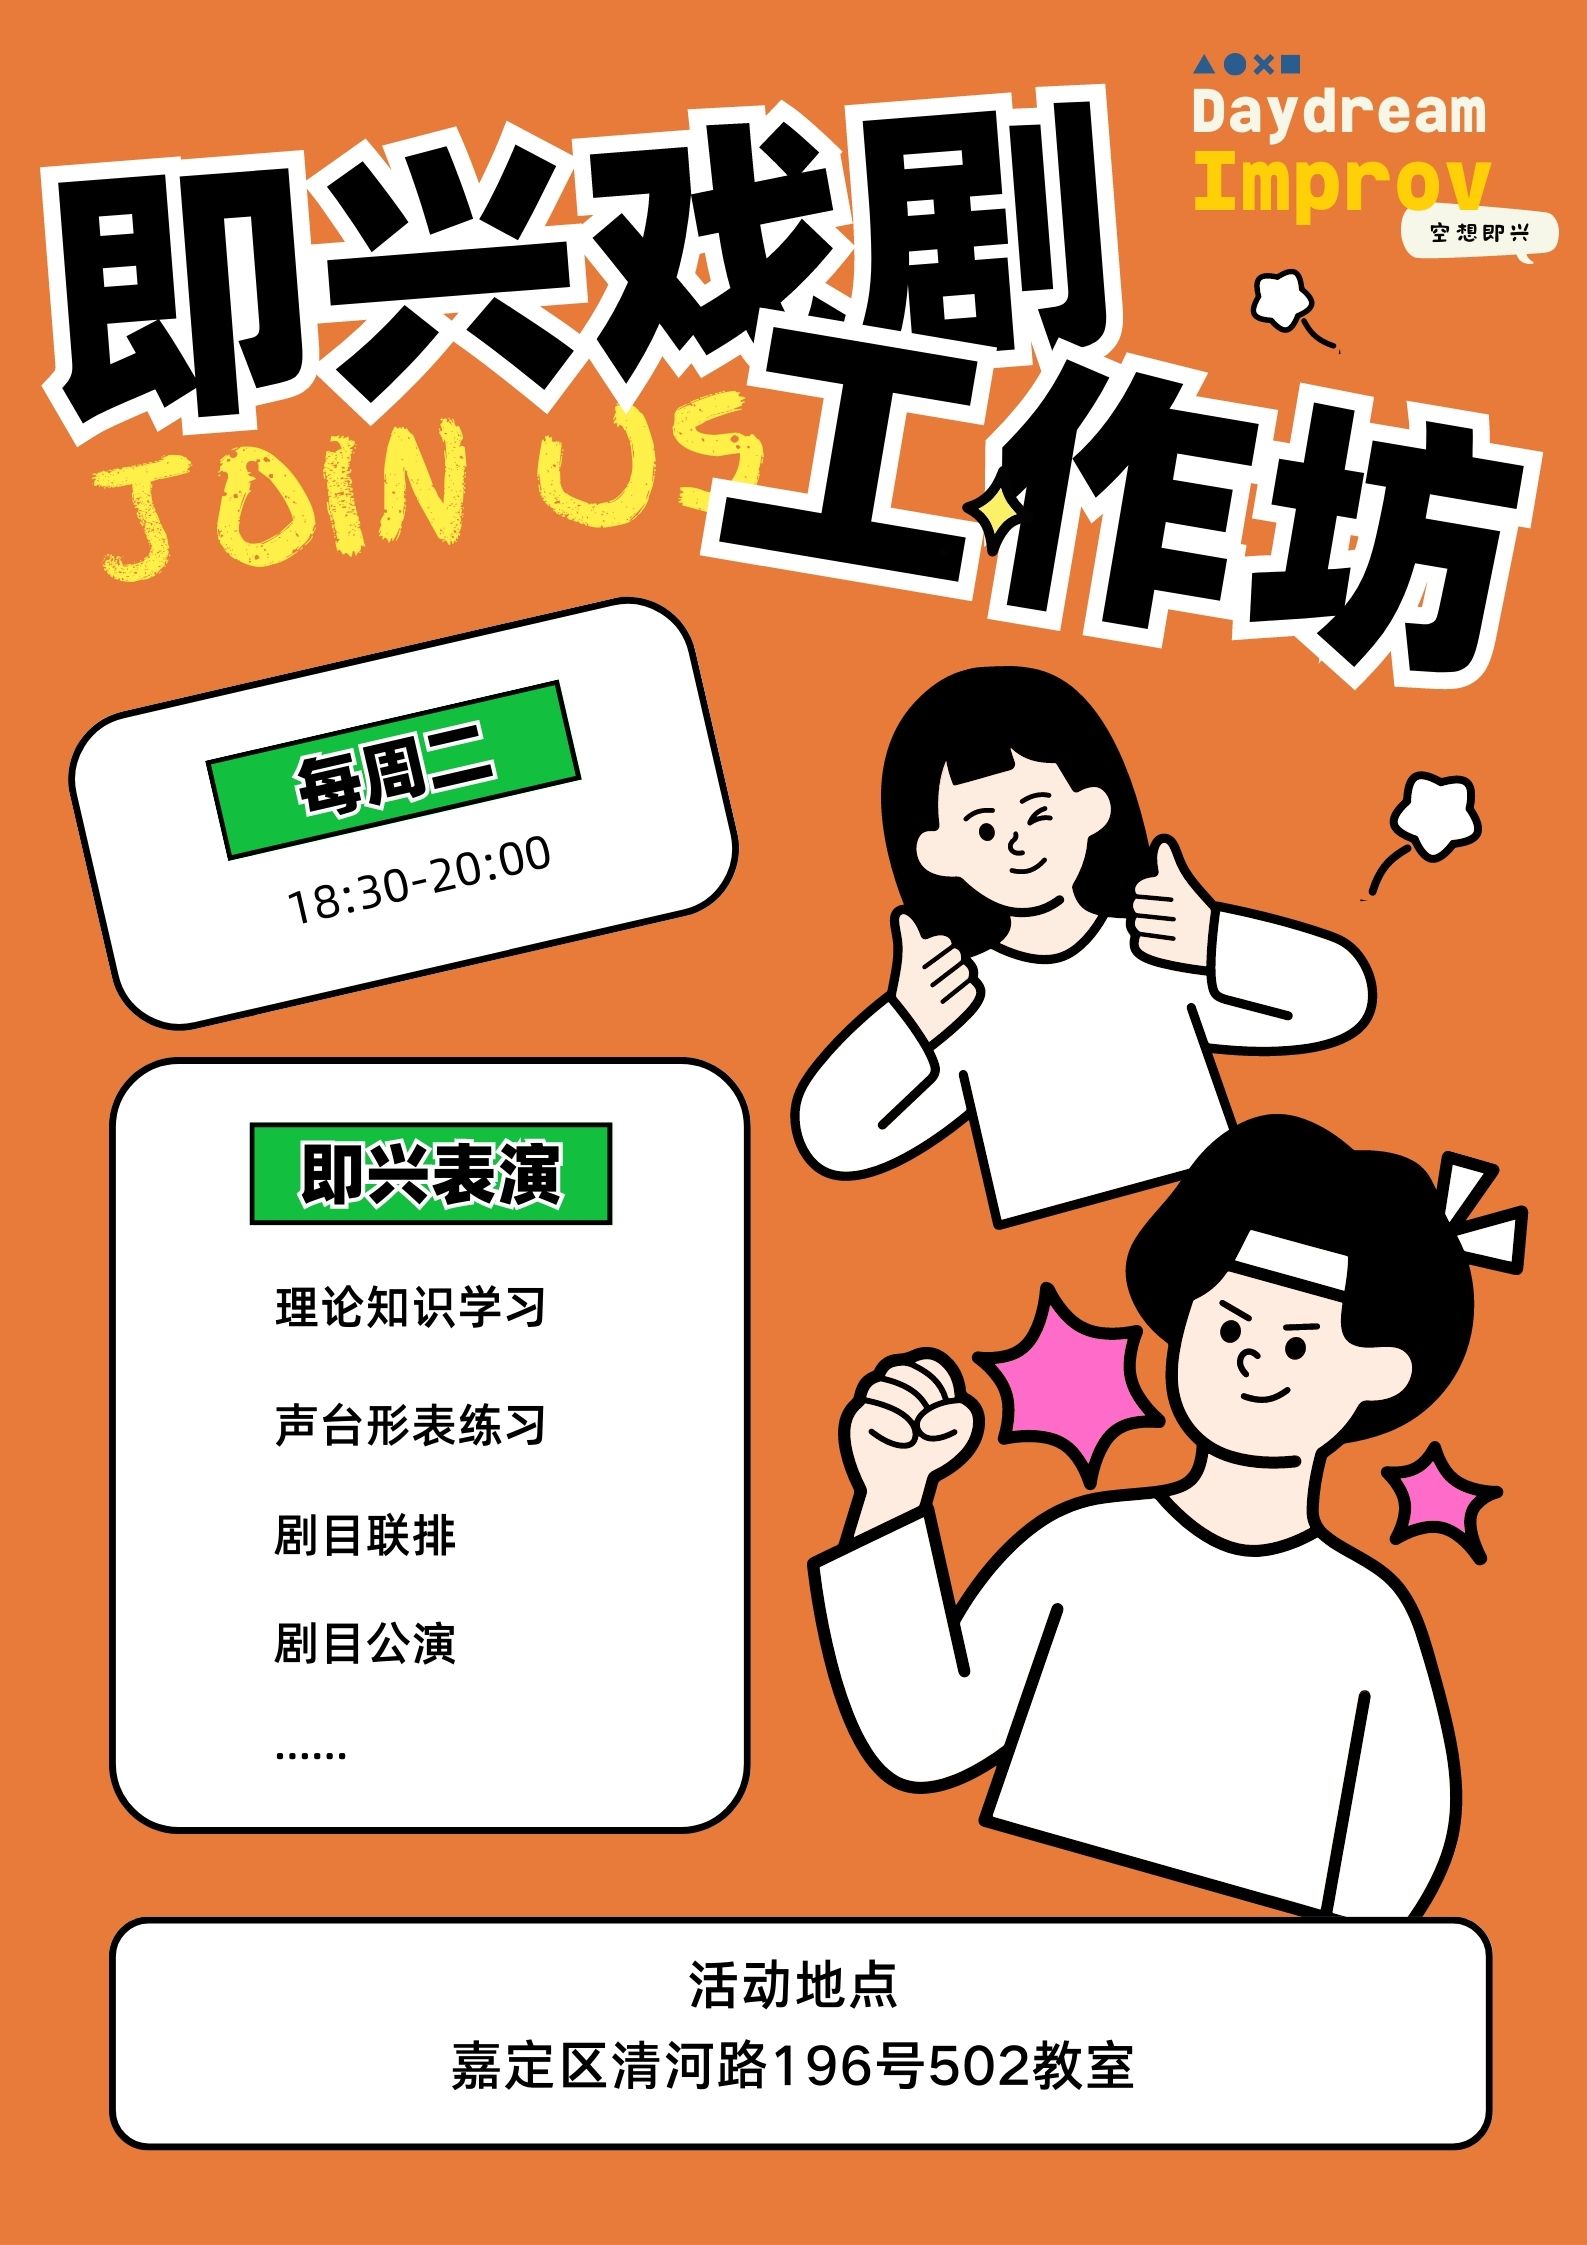 Daydream
Improv
空想即兴
即兴戏剧
工作坊
JOIN US
每周二
18:30-20:00
即兴表演
理论知识学习
声台形表练习
剧目联排
剧目公演
......
活动地点
嘉定区清河路196号502教室